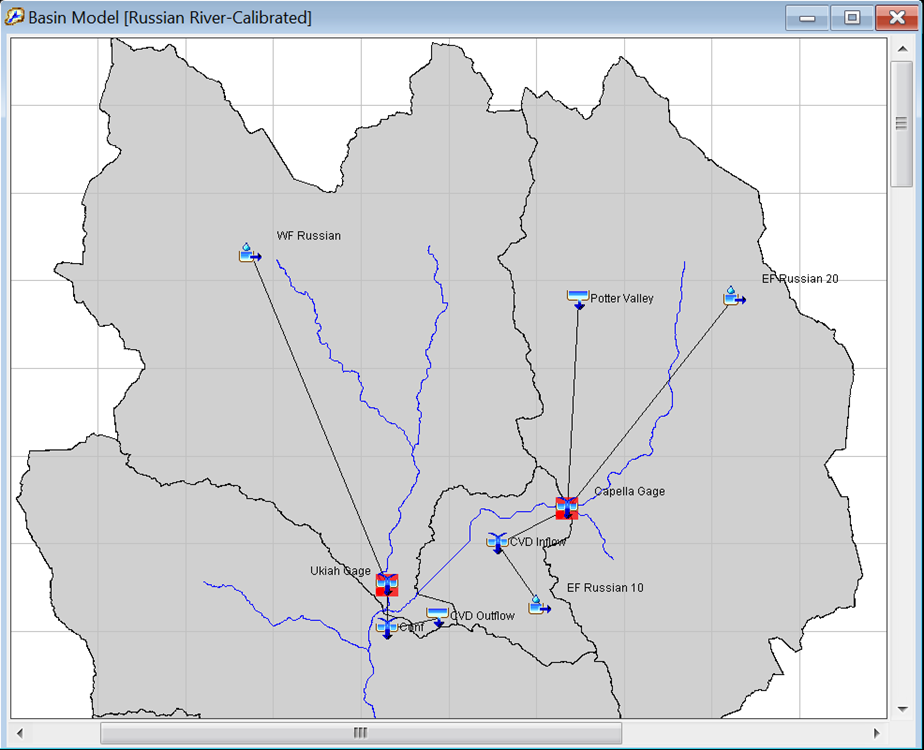 Basin Model [Russian River-Calibrated]
WF Russian
EF Russian 20
Potter Valley
Capella Gage
CVD Inflow
Ukiah Gage
EF Russian 10
CVD Outflow
Conf